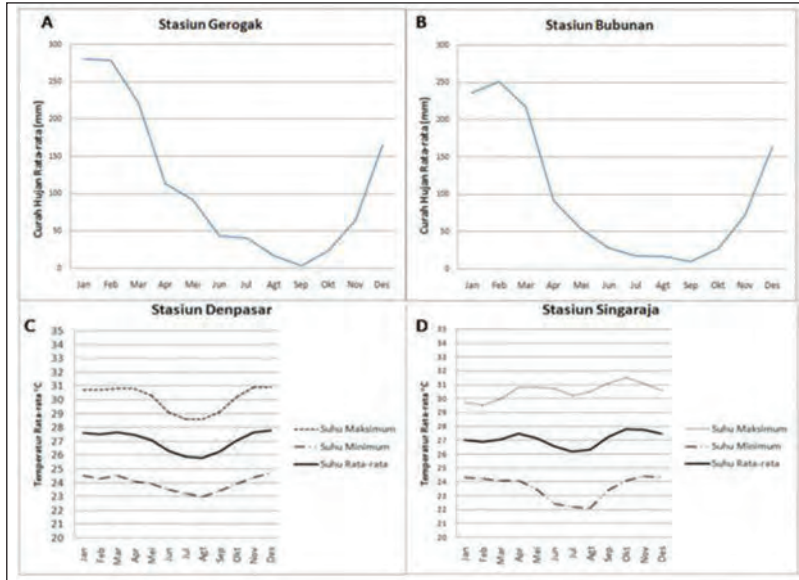 A
Stasiun Gerogak
Curah Hujan Rata-rata (mm)
300
250
200
150
100
50
0
Jan Feb Mar Apr Mei Jun Jul Agt Sep Okt Nov Des
B
Stasiun Bubunan
Curah Hujan Rata-rata (mm)
300
250
200
150
100
50
0
Jan Feb Mar Apr Mei Jun Jul Agt Sep Okt Nov Des
C
Stasiun Denpasar
Temperatur Rata-rata °C
35
34
33
32
31
30
29
28
27
26
25
24
23
22
21
20
Jan Feb Mar Apr Mei Jun Jul Agt Sep Okt Nov Des
Suhu Maksimum
Suhu Minimum
Suhu Rata-rata
D
Stasiun Singaraja
Temperatur Rata-rata °C
35
34
33
32
31
30
29
28
27
26
25
24
23
22
21
20
Jan Feb Mar Apr Mei Jun Jul Agt Sep Okt Nov Des
Suhu Maksimum
Suhu Minimum
Suhu Rata-rata